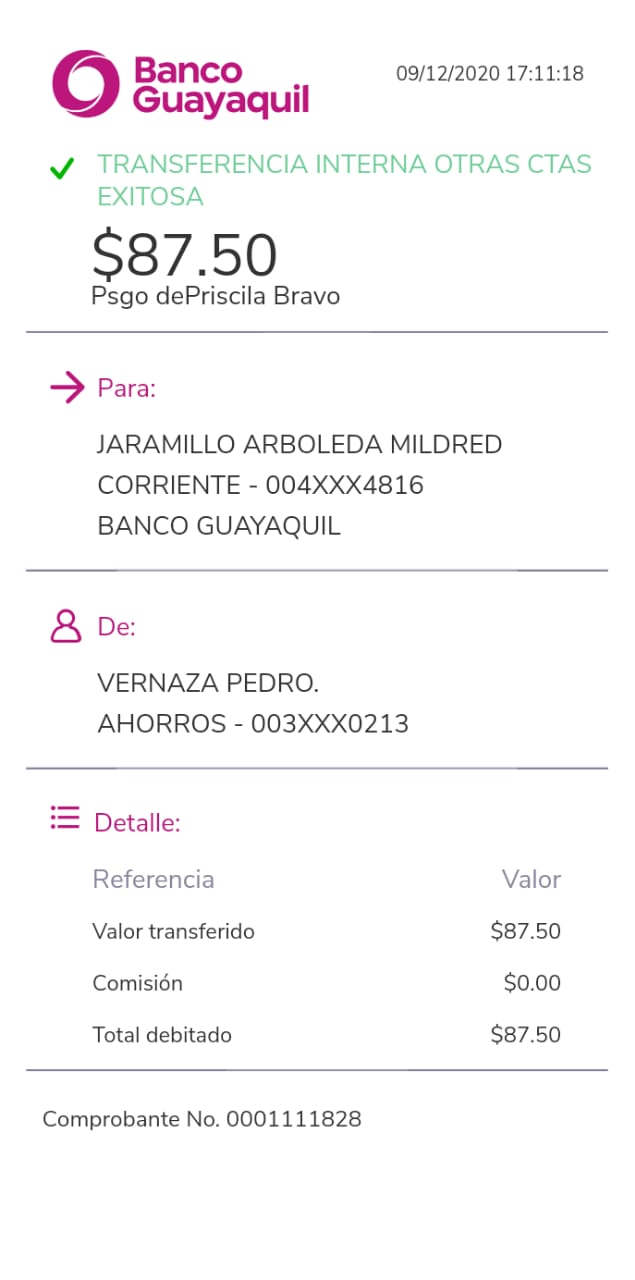 Banco
Guayaquil
09/12/2020 17:11:18
TRANSFERENCIA INTERNA OTRAS CTAS
EXITOSA
$87.50
Psgo dePriscila Bravo
Para:
JARAMILLO ARBOLEDA MILDRED
CORRIENTE - 004XXX4816
BANCO GUAYAQUIL
De:
VERNAZA PEDRO.
AHORROS - 003XXX0213
Detalle:
Referencia Valor
Valor transferido $87.50
Comisión $0.00
Total debitado $87.50
Comprobante No. 0001111828